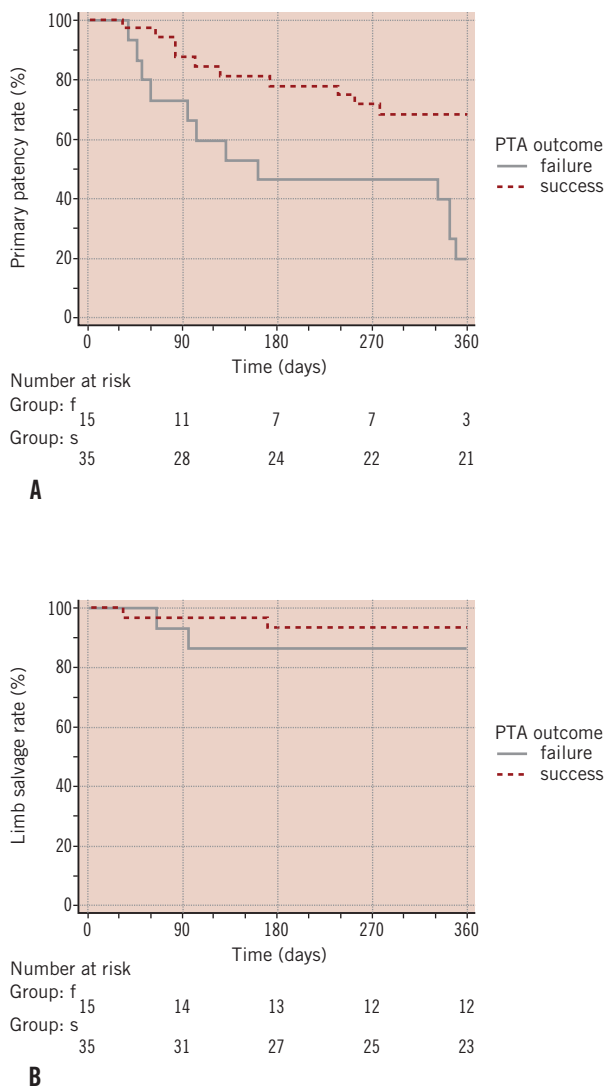 100
80
60
40
20
0
Primary patency rate (%)
0 90 180 270 360
Time (days)
PTA outcome
failure
success
Number at risk
Group: f
15 11 7 7 3
Group: s
35 28 24 22 21
A
100
80
60
40
20
0
Limb salvage rate (%)
0 90 180 270 360
Time (days)
PTA outcome
failure
success
Number at risk
Group: f
15 14 13 12 12
Group: s
35 31 27 25 23
B